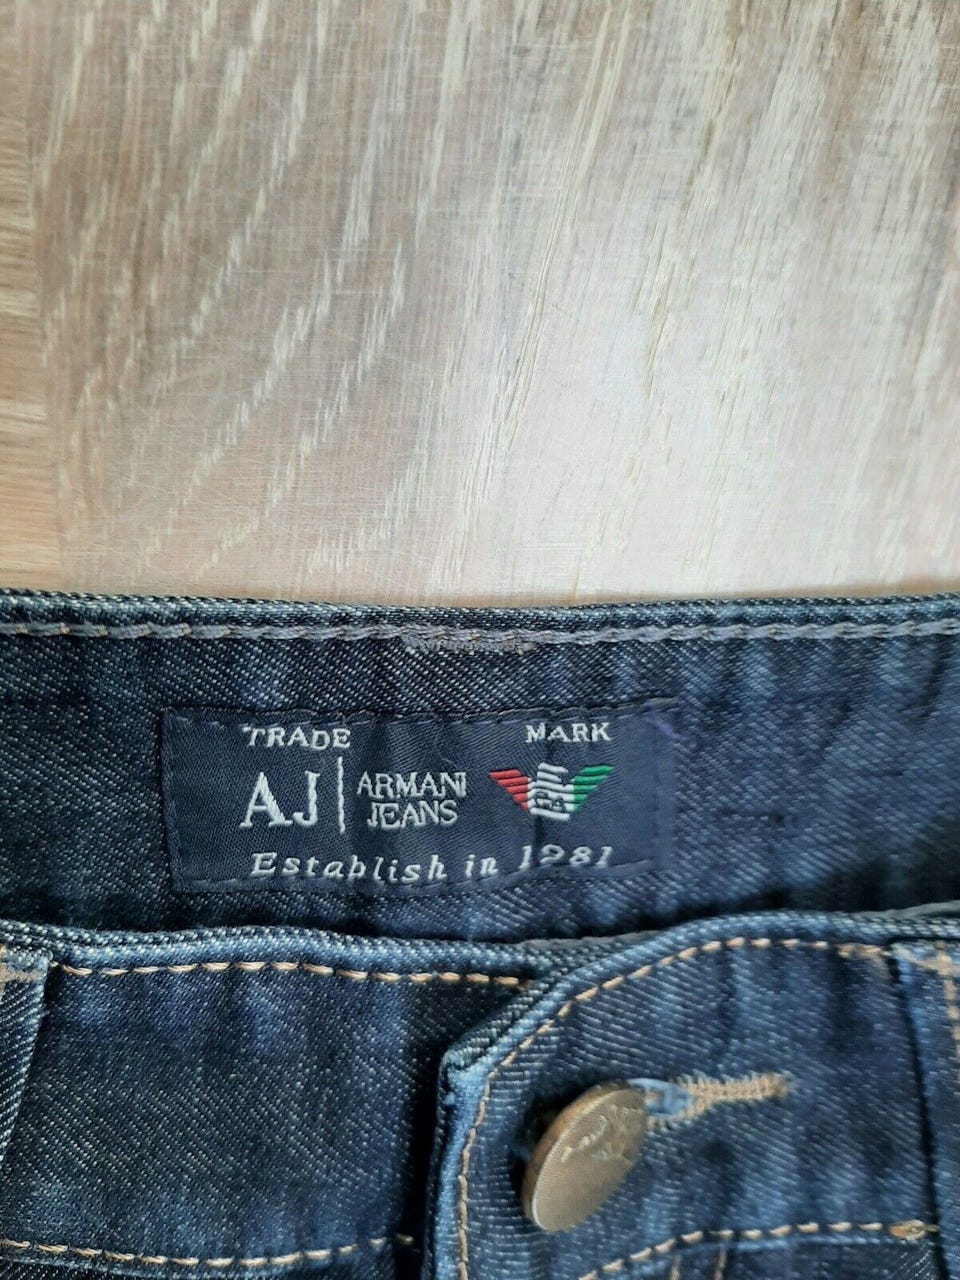 TRADE MARK
AJ ARMANI
JEANS
Establish in 1981